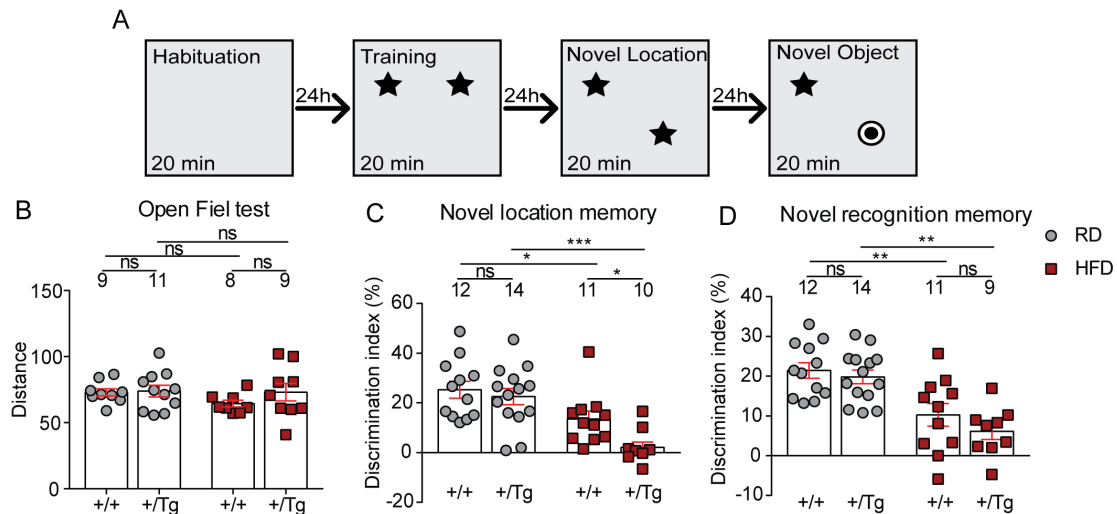 A
Habituation
20 min
24h
Training
20 min
24h
Novel Location
20 min
24h
Novel Object
20 min
B
Open Fiel test
ns
ns
ns
ns
9 11 8 9
150
100
50
0
Distance
+/+ +/Tg +/+ +/Tg
C
Novel location memory
***
*
ns
*
12 14 11 10
60
40
20
0
-20
Discrimination index (%)
+/+ +/Tg +/+ +/Tg
D
Novel recognition memory
**
**
ns
ns
12 14 11 9
40
30
20
10
0
-10
Discrimination index (%)
+/+ +/Tg +/+ +/Tg
RD
HFD